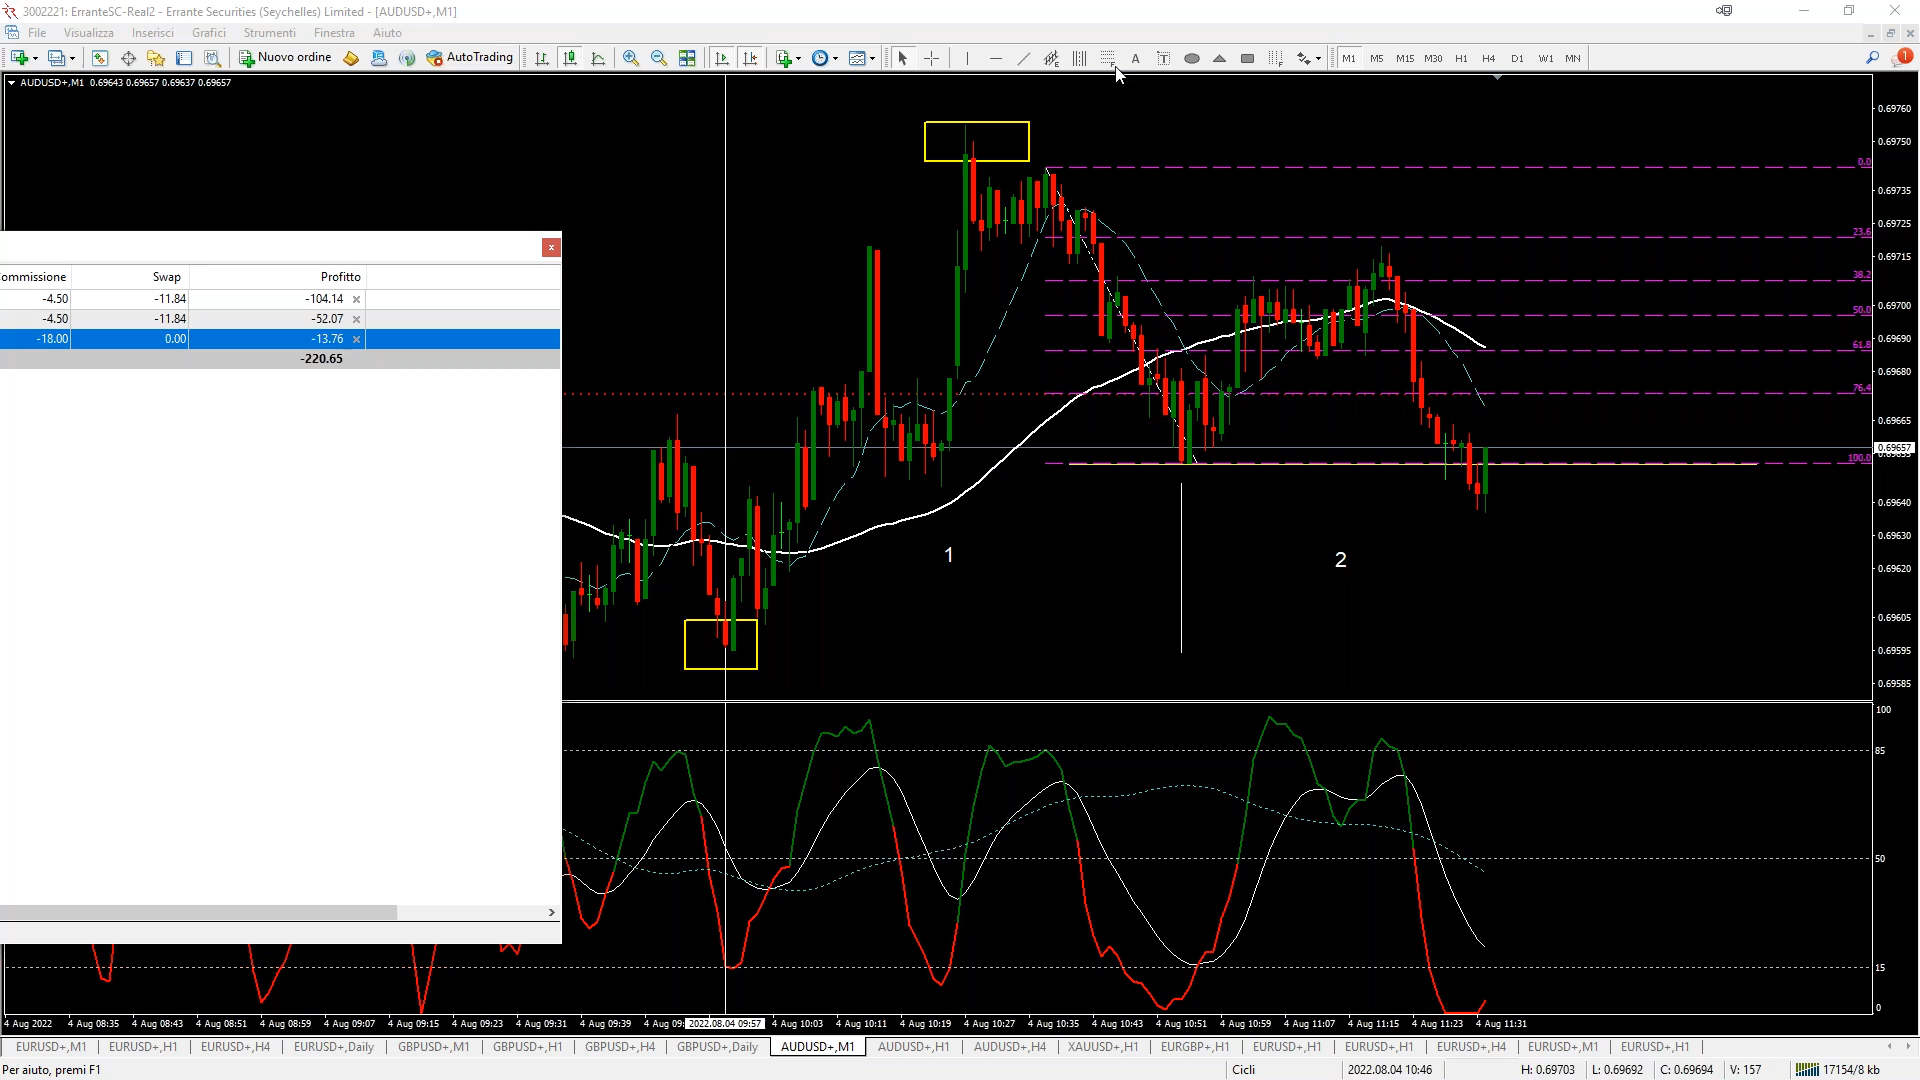 3002221: ErranteSC-Real2 - Errante Securities (Seychelles) Limited - [AUDUSD+,M1]
File Visualizza Inserisci Grafici Strumenti Finestra Aiuto
Nuovo ordine AutoTrading M1 M5 M15 M30 H1 H4 D1 W1 MN 1
AUDUSD+,M1 0.69643 0.69657 0.69637 0.69657
0.69760
0.69750
0.0
0.69735
0.69725
23.6
0.69715
ommissione Swap Profitto
38.2
-4.50 -11.84 -104.14
0.69700
50.0
-4.50 -11.84 -52.07
-18.00 0.00 -13.76
0.69690
61.8
-220.65
0.69680
76.4
0.69665
0.69657
100.0
0.69640
0.69630
1 2
0.69620
0.69605
0.69595
0.69585
100
85
50
15
0
4 Aug 2022 4 Aug 08:35 4 Aug 08:43 4 Aug 08:51 4 Aug 08:59 4 Aug 09:07 4 Aug 09:15 4 Aug 09:23 4 Aug 09:31 4 Aug 09:39 4 Aug 09: 2022.08.04 09:57 4 Aug 10:03 4 Aug 10:11 4 Aug 10:19 4 Aug 10:27 4 Aug 10:35 4 Aug 10:43 4 Aug 10:51 4 Aug 10:59 4 Aug 11:07 4 Aug 11:15 4 Aug 11:23 4 Aug 11:31
EURUSD+,M1 EURUSD+,H1 EURUSD+,H4 EURUSD+,Daily GBPUSD+,M1 GBPUSD+,H1 GBPUSD+,H4 GBPUSD+,Daily AUDUSD+,M1 AUDUSD+,H1 AUDUSD+,H4 XAUUSD+,H1 EURGBP+,H1 EURUSD+,H1 EURUSD+,H1 EURUSD+,H4 EURUSD+,M1 EURUSD+,H1
Per aiuto, premi F1 Cicli 2022.08.04 10:46 H: 0.69703 L: 0.69692 C: 0.69694 V: 157 17154/8 kb